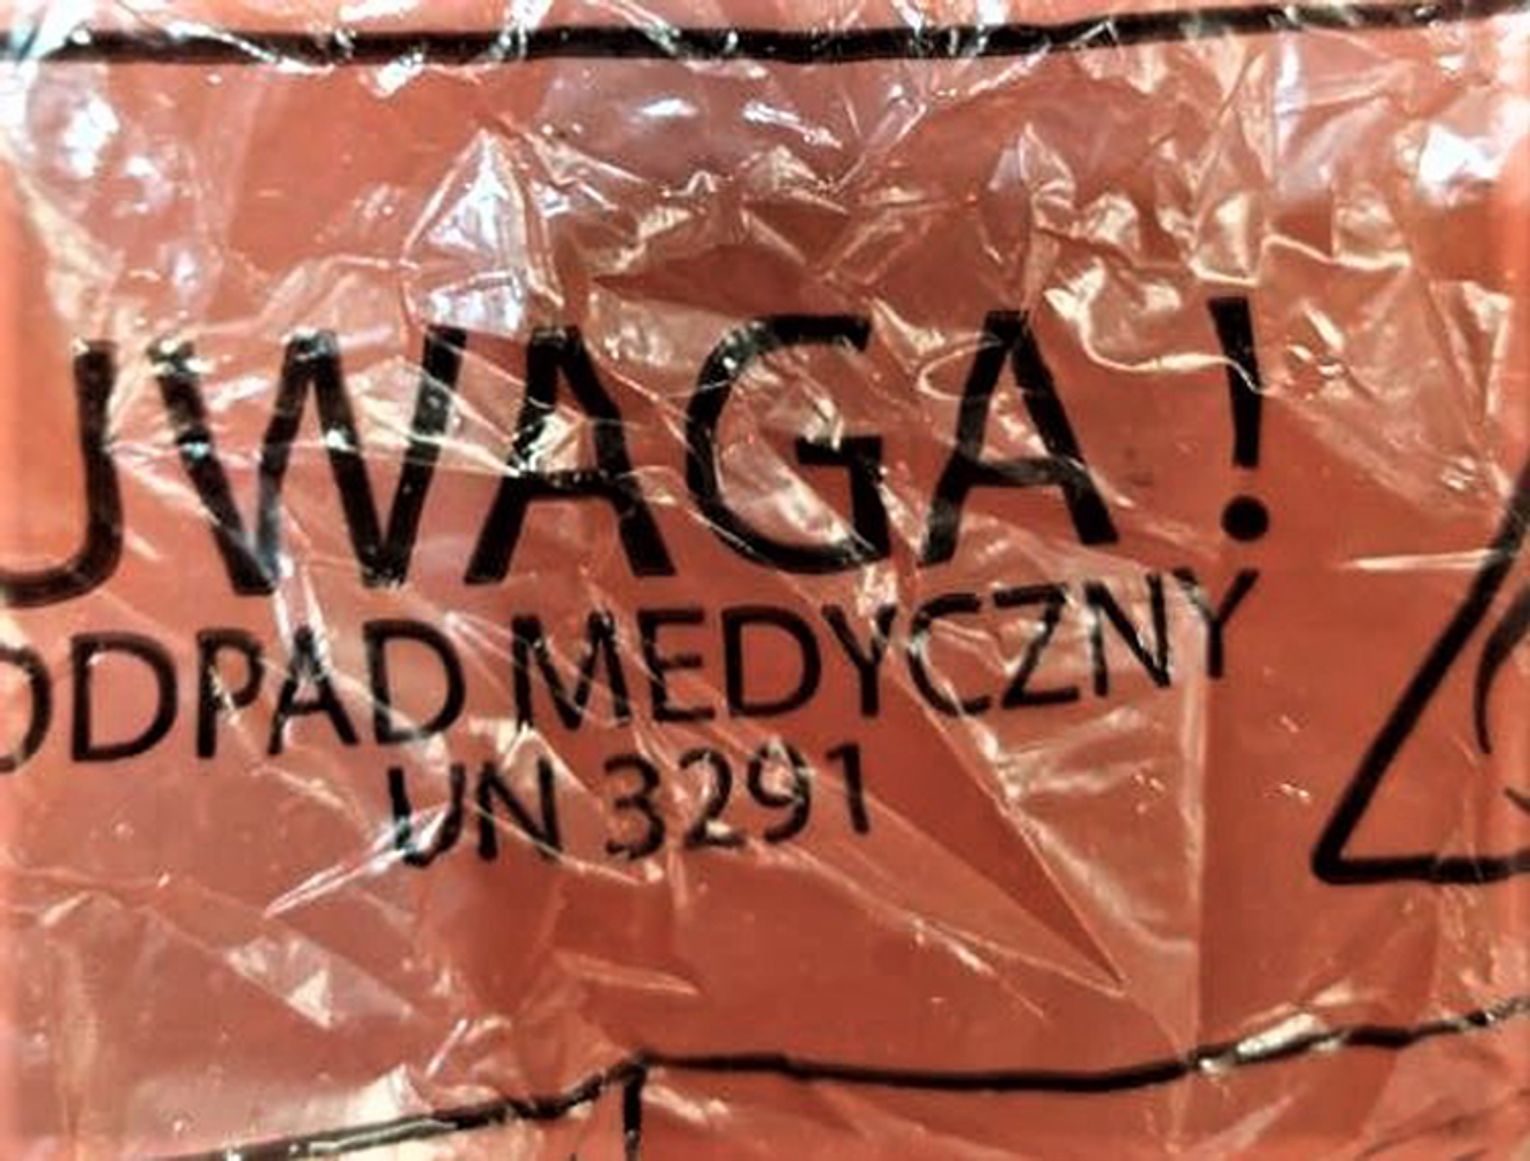 UWAGA !
ODPAD MEDYCZNY
UN 3291